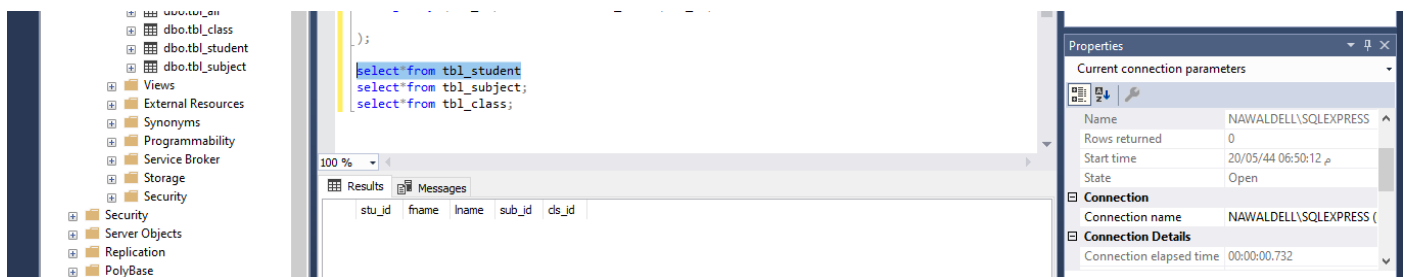 dbo.tbl_all
dbo.tbl_class
dbo.tbl_student
dbo.tbl_subject
Views
External Resources
Synonyms
Programmability
Service Broker
Storage
Security
Security
Server Objects
Replication
PolyBase
);
select*from tbl_student
select*from tbl_subject;
select*from tbl_class;
100 %
Results Messages
stu_id fname lname sub_id cls_id
Properties
Current connection parameters
Name NAWALDELL\SQLEXPRESS
Rows returned 0
Start time 20/05/44 06:50:12 م
State Open
Connection
Connection name NAWALDELL\SQLEXPRESS (
Connection Details
Connection elapsed time 00:00:00.732